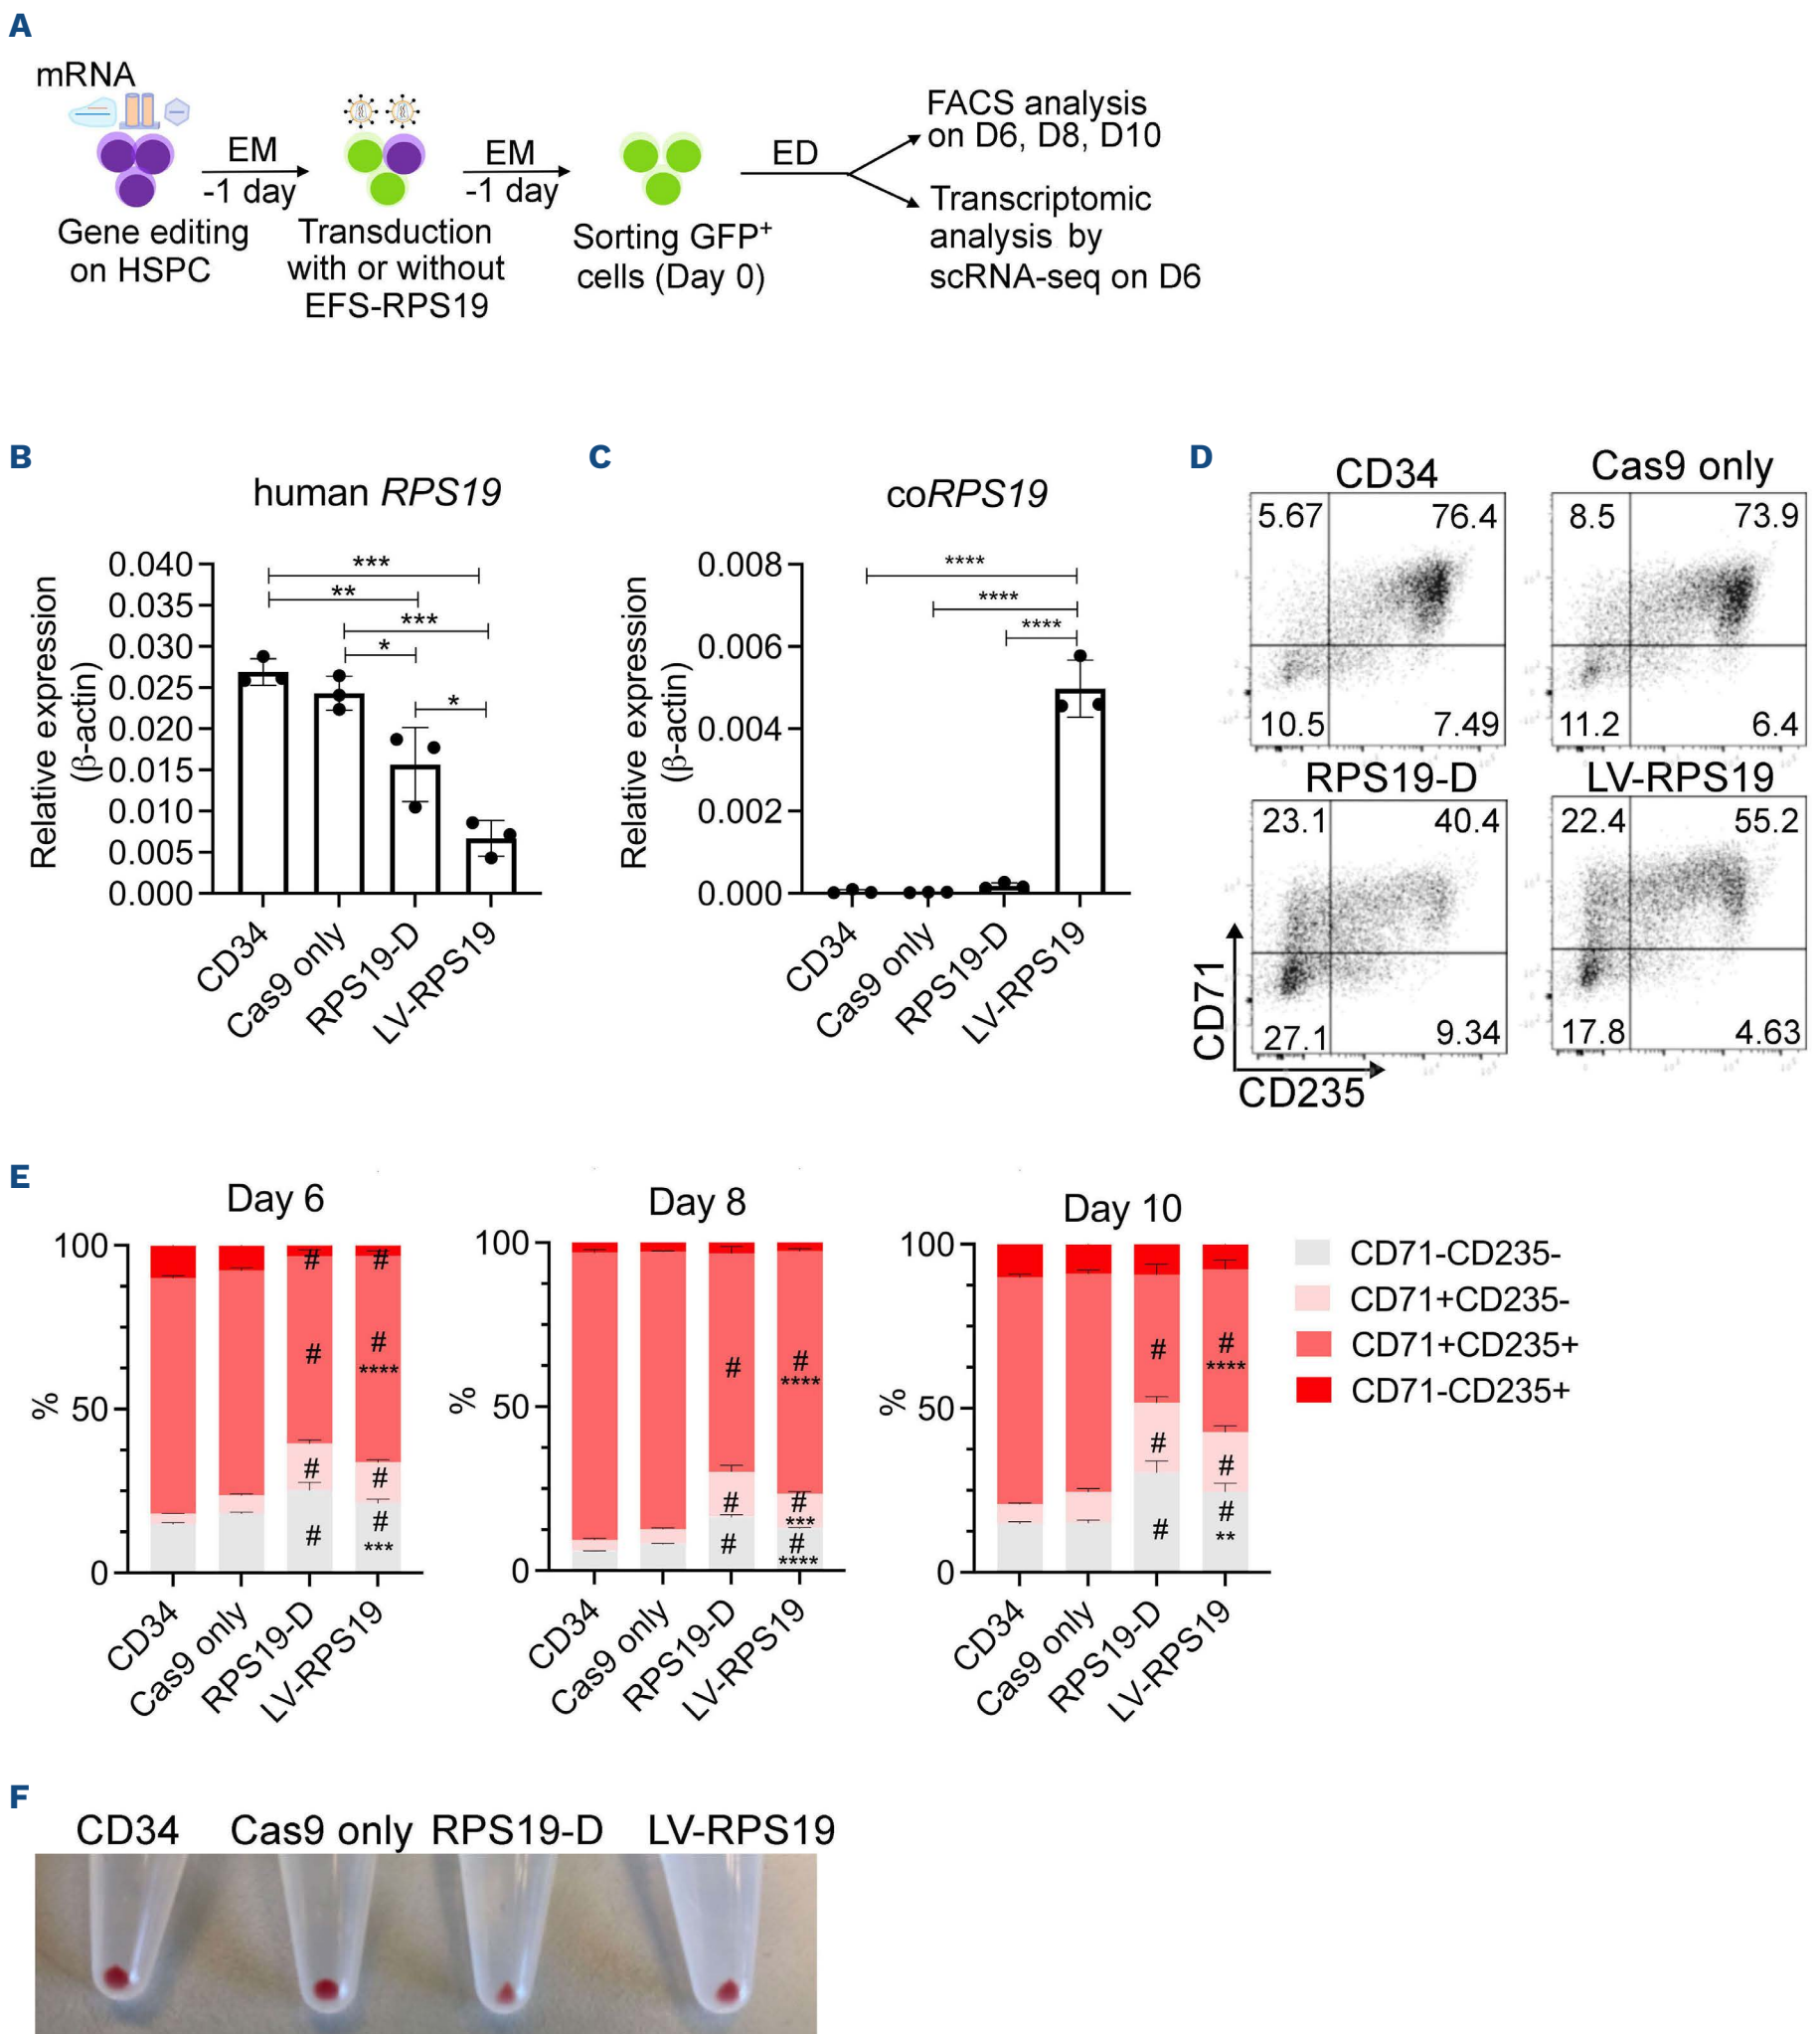 A
mRNA
EM
-1 day
EM
-1 day
ED
FACS analysis
on D6, D8, D10
Transcriptomic
analysis by
scRNA-seq on D6
Gene editing
on HSPC
Transduction
with or without
EFS-RPS19
Sorting GFP+
cells (Day 0)
B
human RPS19
Relative expression
(β-actin)
0.040
0.035
0.030
0.025
0.020
0.015
0.010
0.005
0.000
***
**
***
*
*
CD34
Cas9 only
RPS19-D
LV-RPS19
C
coRPS19
Relative expression
(β-actin)
0.008
0.006
0.004
0.002
0.000
****
****
****
CD34
Cas9 only
RPS19-D
LV-RPS19
D
CD34
5.67 76.4
10.5 7.49
Cas9 only
8.5 73.9
11.2 6.4
RPS19-D
23.1 40.4
27.1 9.34
LV-RPS19
22.4 55.2
17.8 4.63
CD71
CD235
E
Day 6
%
100
50
0
# #
# #
****
# #
# #
***
CD34
Cas9 only
RPS19-D
LV-RPS19
Day 8
%
100
50
0
# #
****
# #
***
# #
****
CD34
Cas9 only
RPS19-D
LV-RPS19
Day 10
%
100
50
0
# #
****
# #
# #
**
CD34
Cas9 only
RPS19-D
LV-RPS19
CD71-CD235-
CD71+CD235-
CD71+CD235+
CD71-CD235+
F
CD34 Cas9 only RPS19-D LV-RPS19